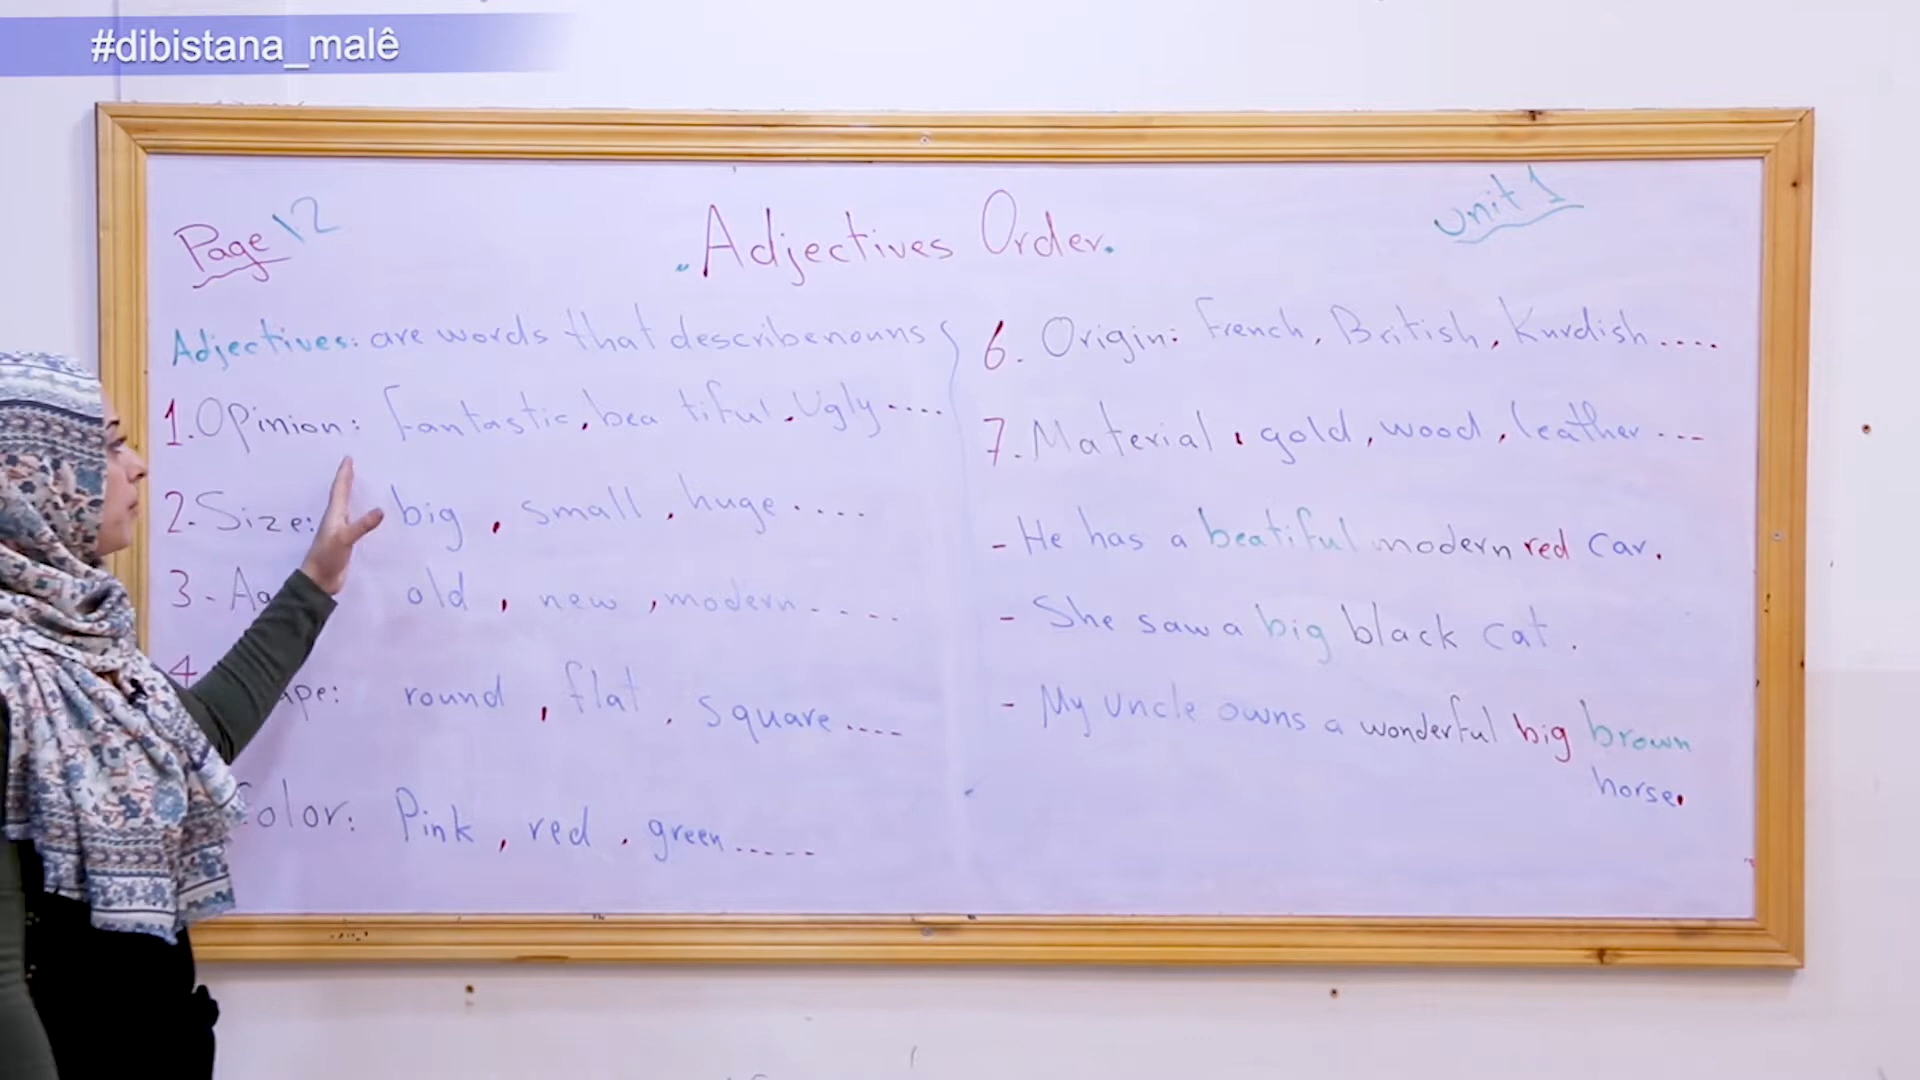 #dibistana_malê
Page 12
Adjectives Order.
Unit 1
Adjectives: are words that describe nouns
1. Opinion: fantastic, beatiful, Ugly....
2. Size: big, small, huge....
3- Ag old, new, modern....
4 ape: round, flat, square....
Color: Pink, red, green.....
6. Origin: French, British, Kurdish....
7. Material: gold, wood, leather...
- He has a beatiful modern red car.
- She saw a big black cat.
- My Uncle owns a wonderful big brown
horse.